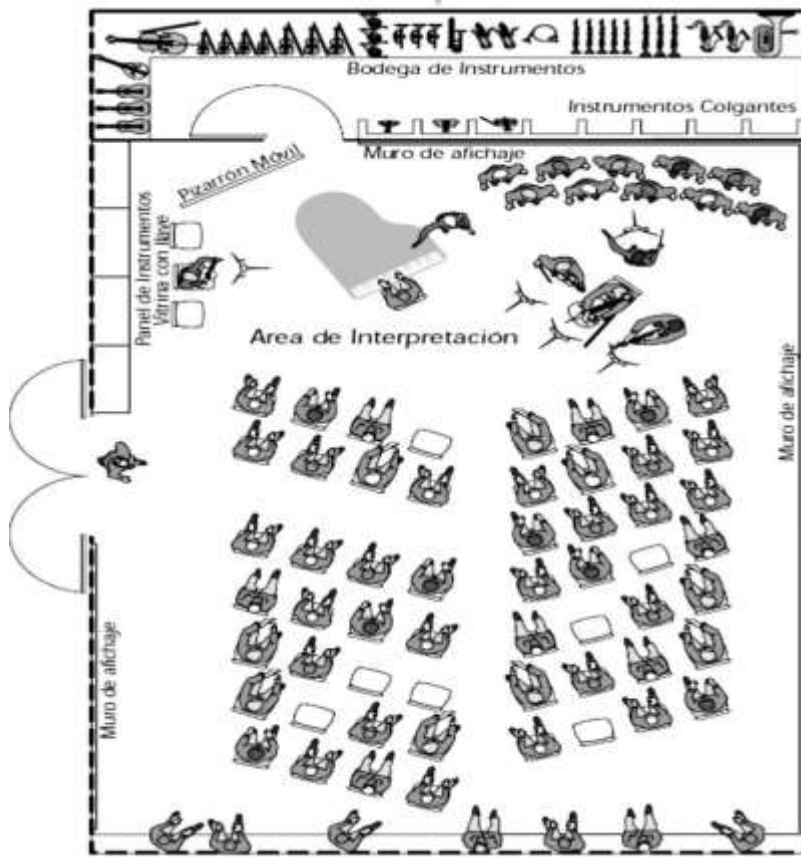 Bodega de Instrumentos
Instrumentos Colgantes
Muro de afichaje
Pizarrón Móvil
Panel de Instrumentos
Vitrina con llave
Area de Interpretación
Muro de afichaje
Muro de afichaje